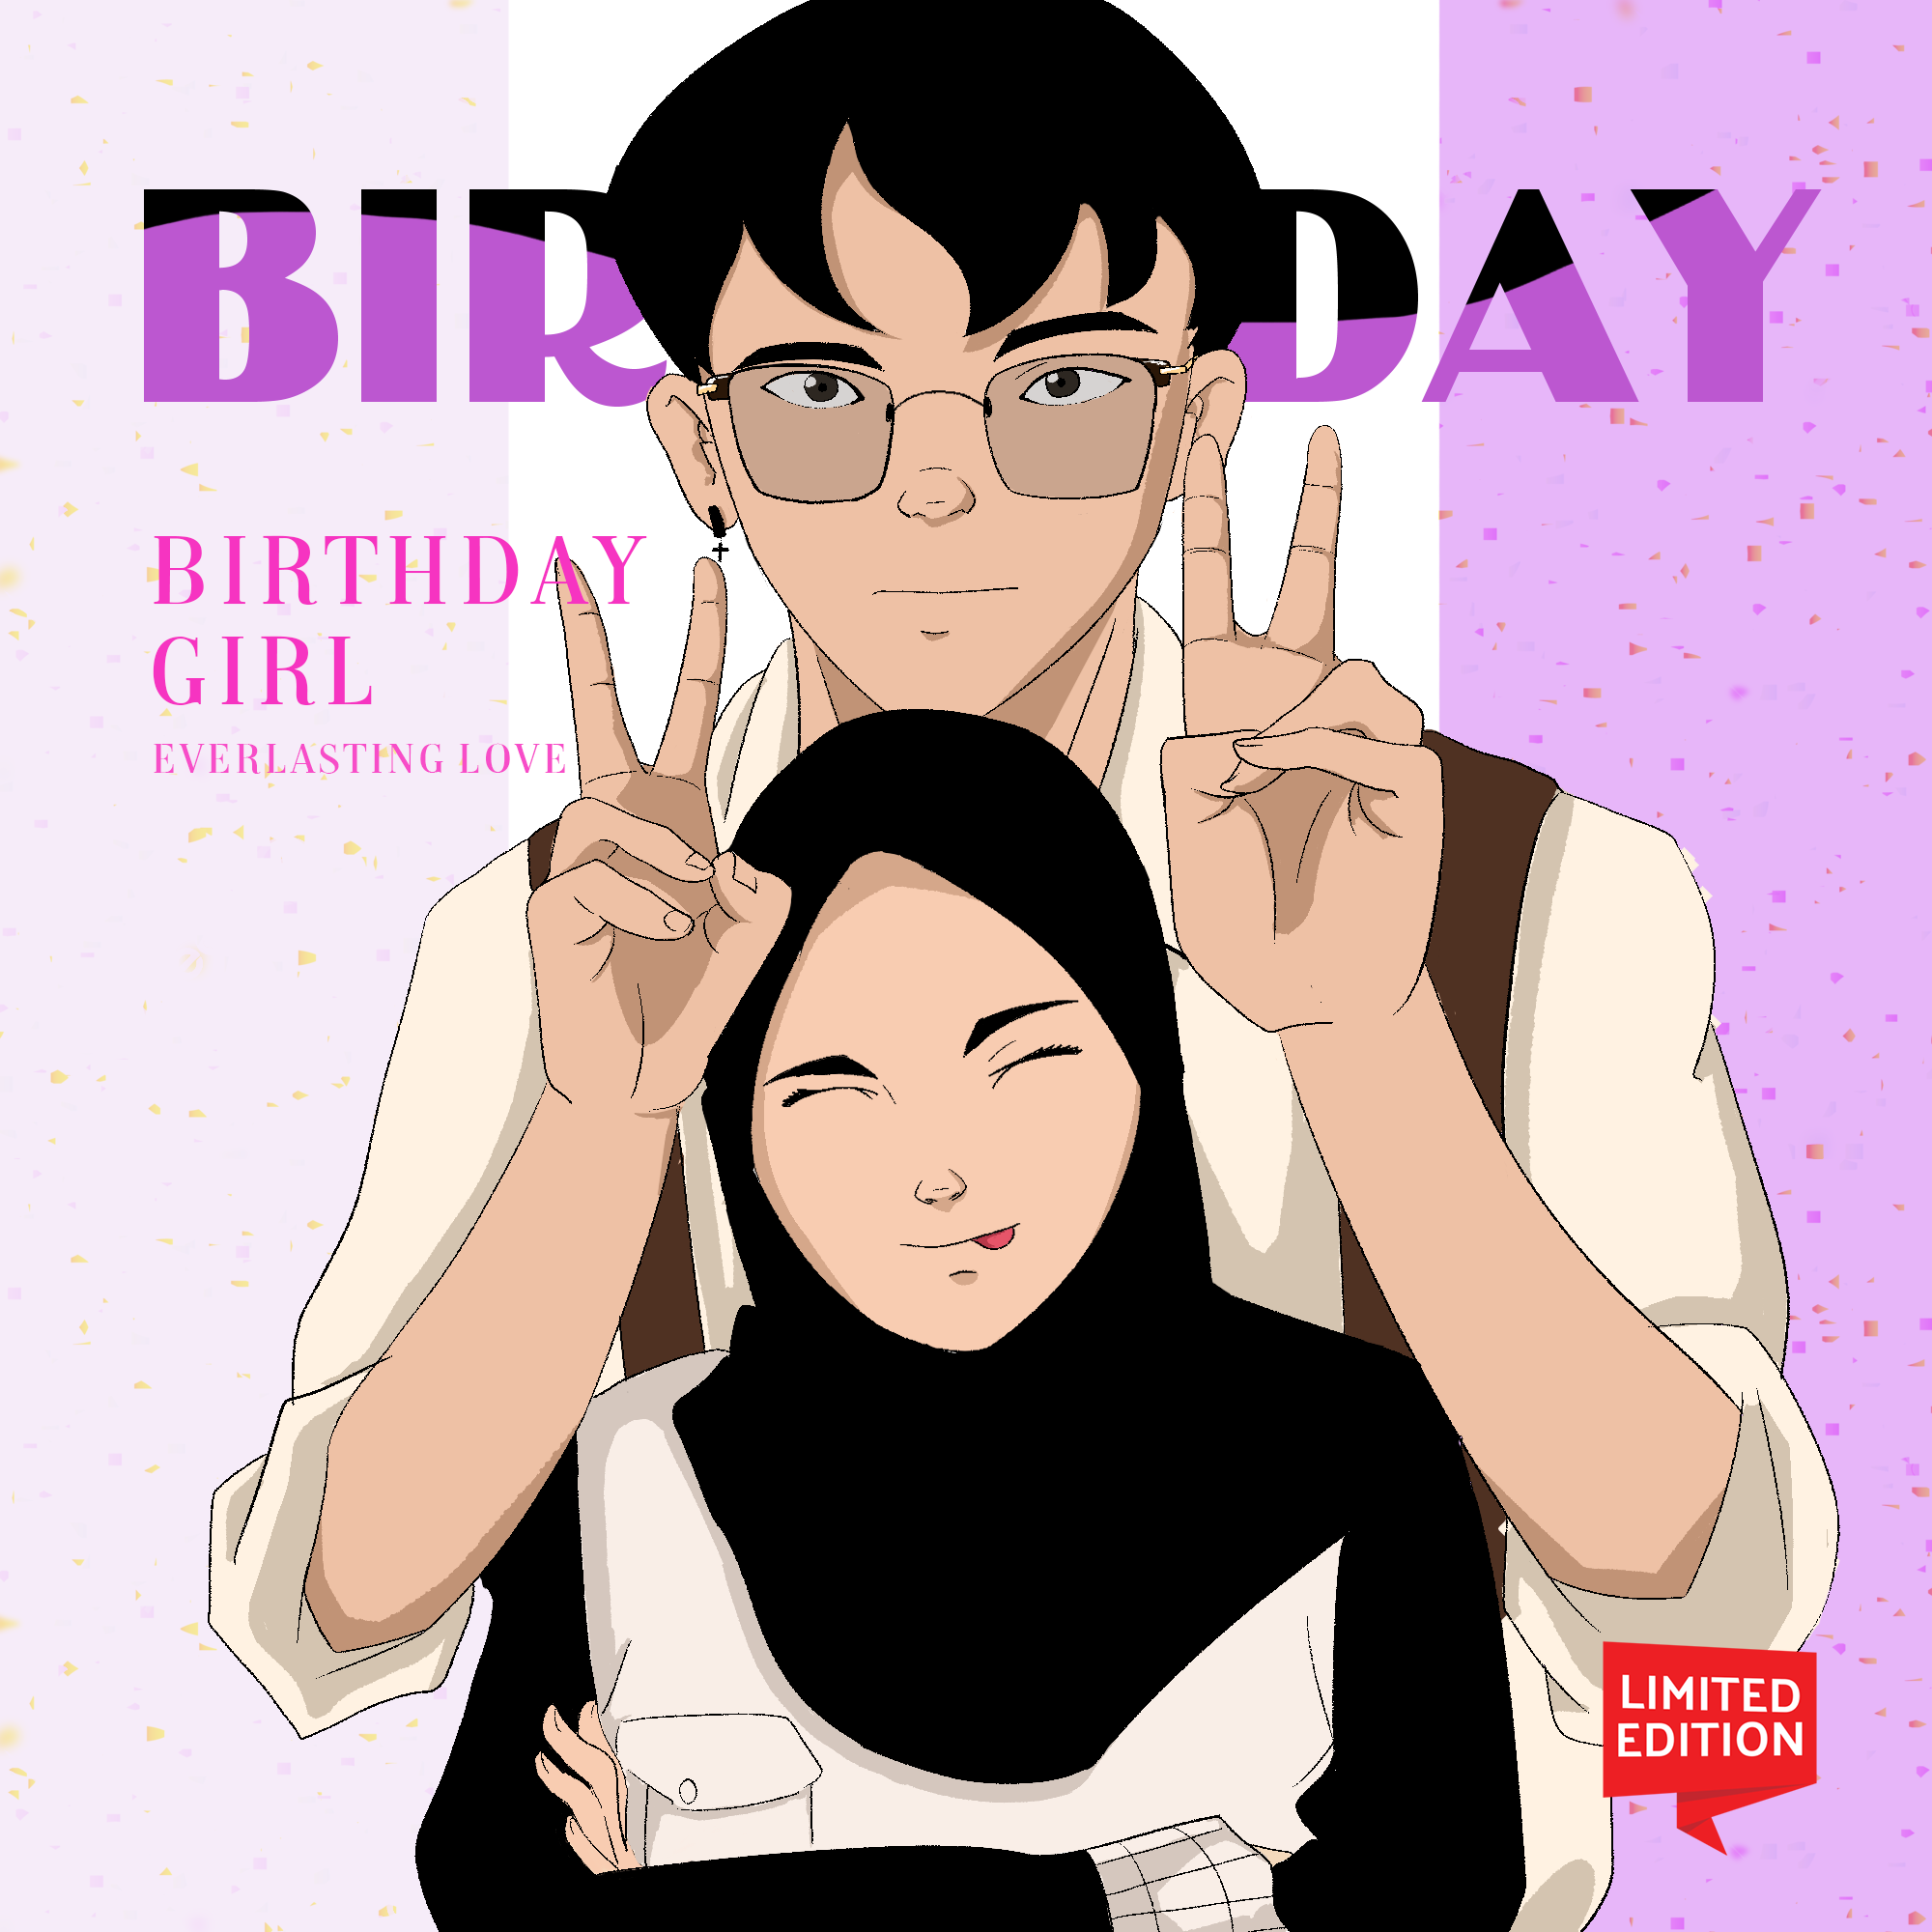 BIR DAY
BIRTHDAY
GIRL
EVERLASTING LOVE
LIMITED
EDITION